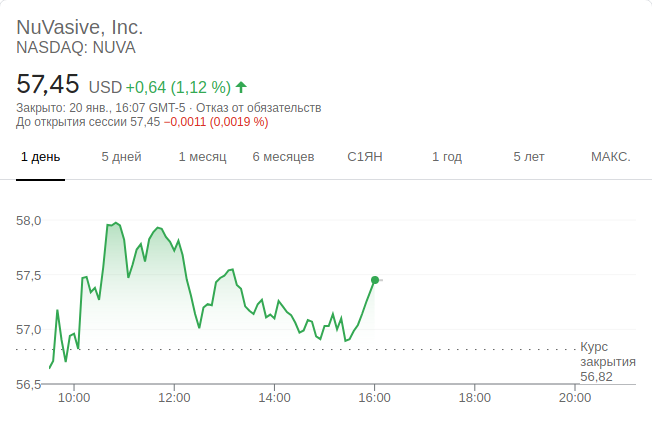 NuVasive, Inc.
NASDAQ: NUVA
57,45 USD +0,64 (1,12 %)
Закрыто: 20 янв., 16:07 GMT-5 · Отказ от обязательств
До открытия сессии 57,45 −0,0011 (0,0019 %)
1 день 5 дней 1 месяц 6 месяцев С1ЯН 1 год 5 лет МАКС.
58,0
57,5
57,0
Курс
закрытия
56,82
56,5
10:00 12:00 14:00 16:00 18:00 20:00